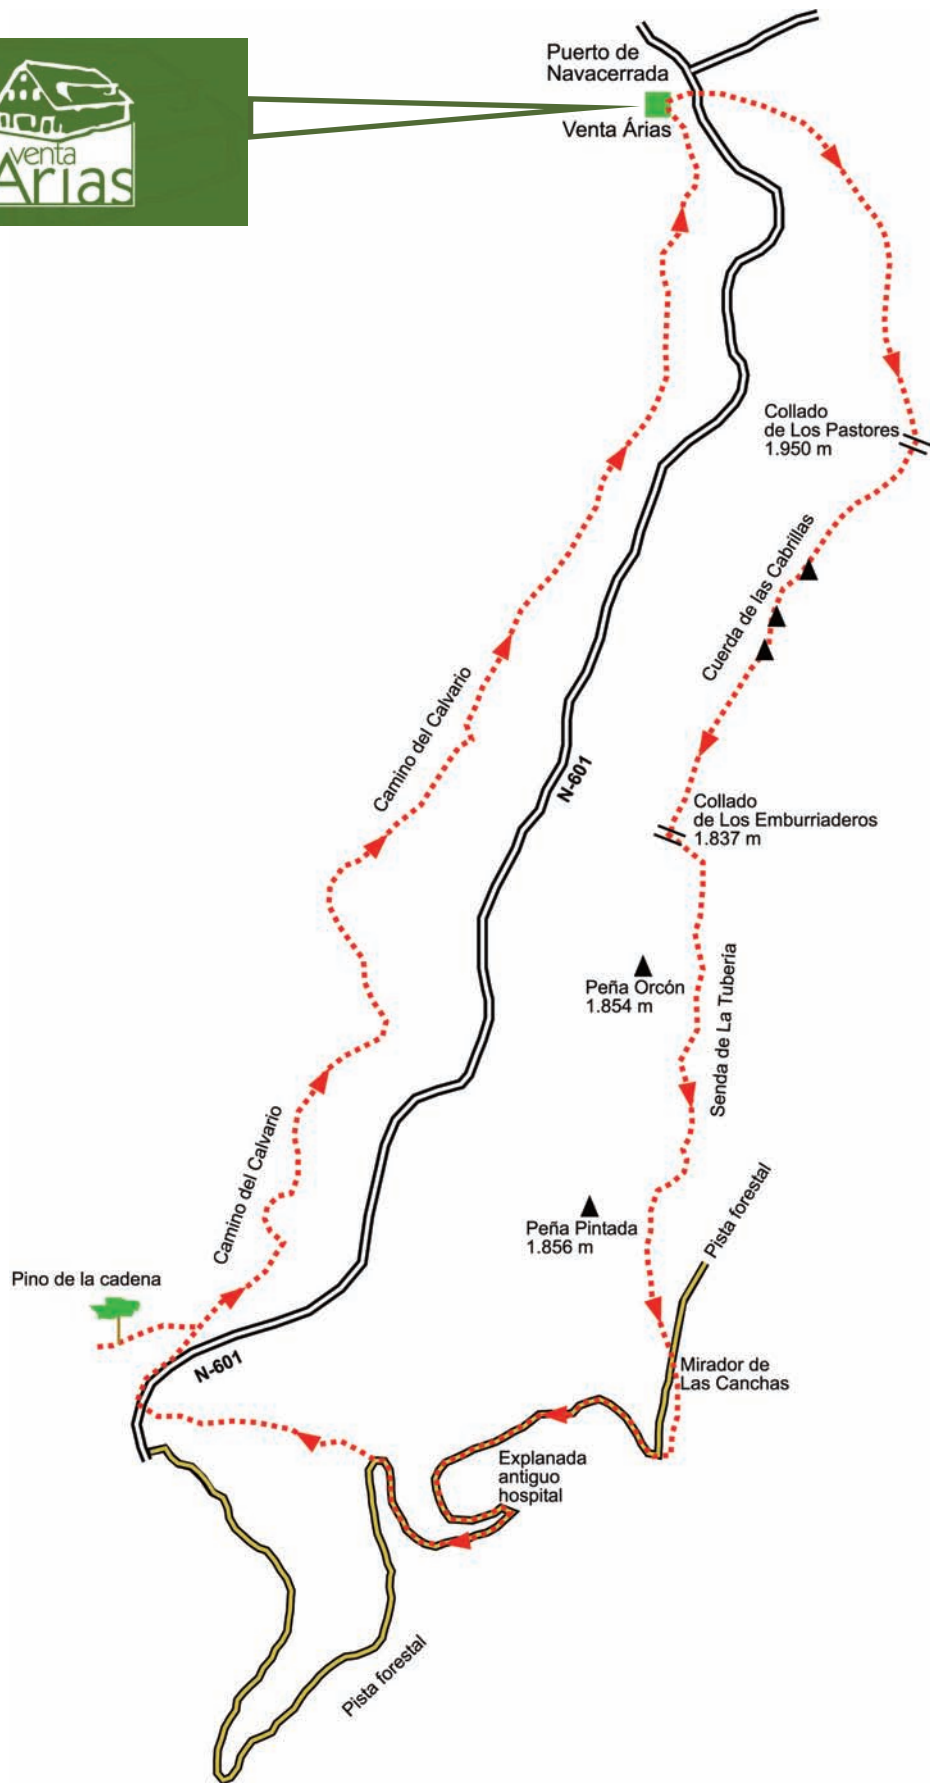 venta
Arias
Puerto de
Navacerrada
Venta Árias
Collado
de Los Pastores
1.950 m
Cuerda de las Cabrillas
Camino del Calvario
N-601
Collado
de Los Emburriaderos
1.837 m
Peña Orcón
1.854 m
Senda de La Tubería
Camino del Calvario
Peña Pintada
1.856 m
Pista forestal
Pino de la cadena
N-601
Mirador de
Las Canchas
Explanada
antiguo
hospital
Pista forestal